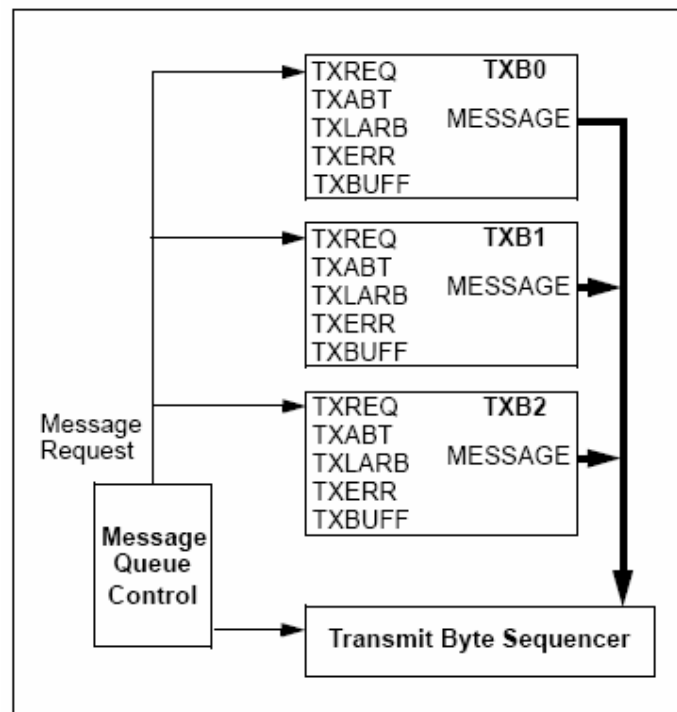 TXREQ TXB0
TXABT
TXLARB MESSAGE
TXERR
TXBUFF
TXREQ TXB1
TXABT
TXLARB MESSAGE
TXERR
TXBUFF
TXREQ TXB2
TXABT
TXLARB MESSAGE
TXERR
TXBUFF
Message
Request
Message
Queue
Control
Transmit Byte Sequencer